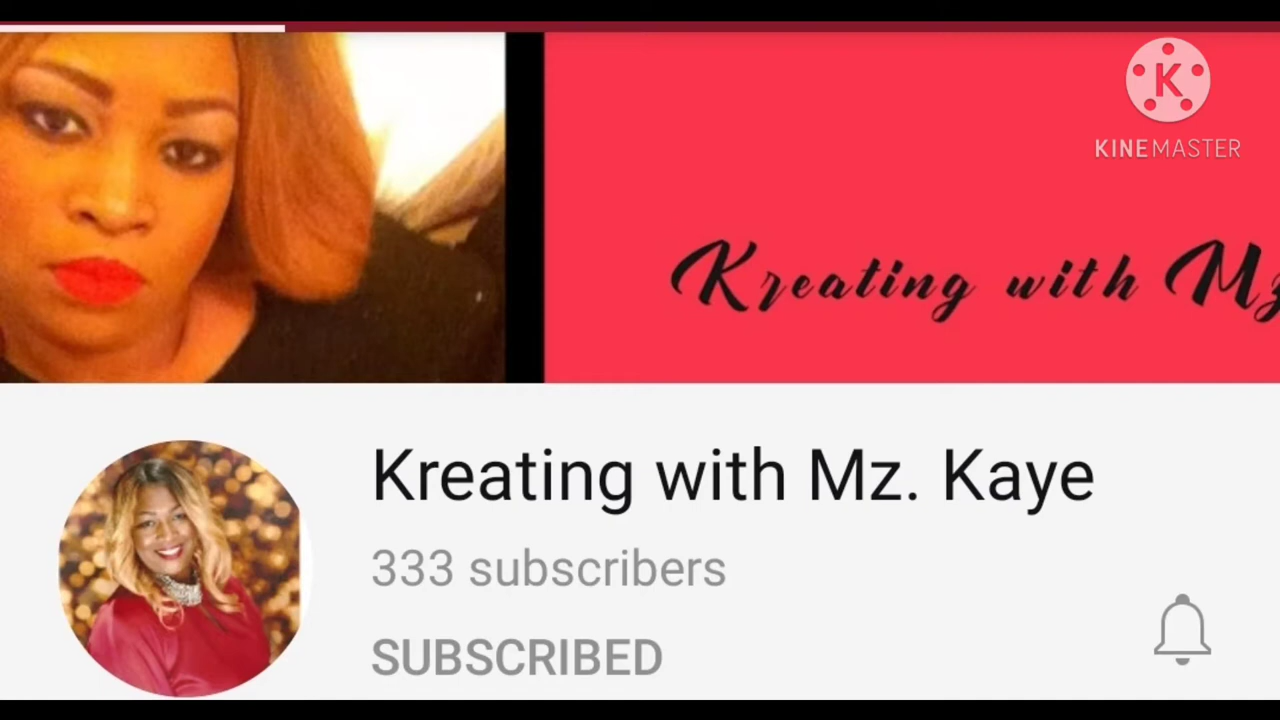 K
KINEMASTER
Kreating with Mz
Kreating with Mz. Kaye
333 subscribers
SUBSCRIBED